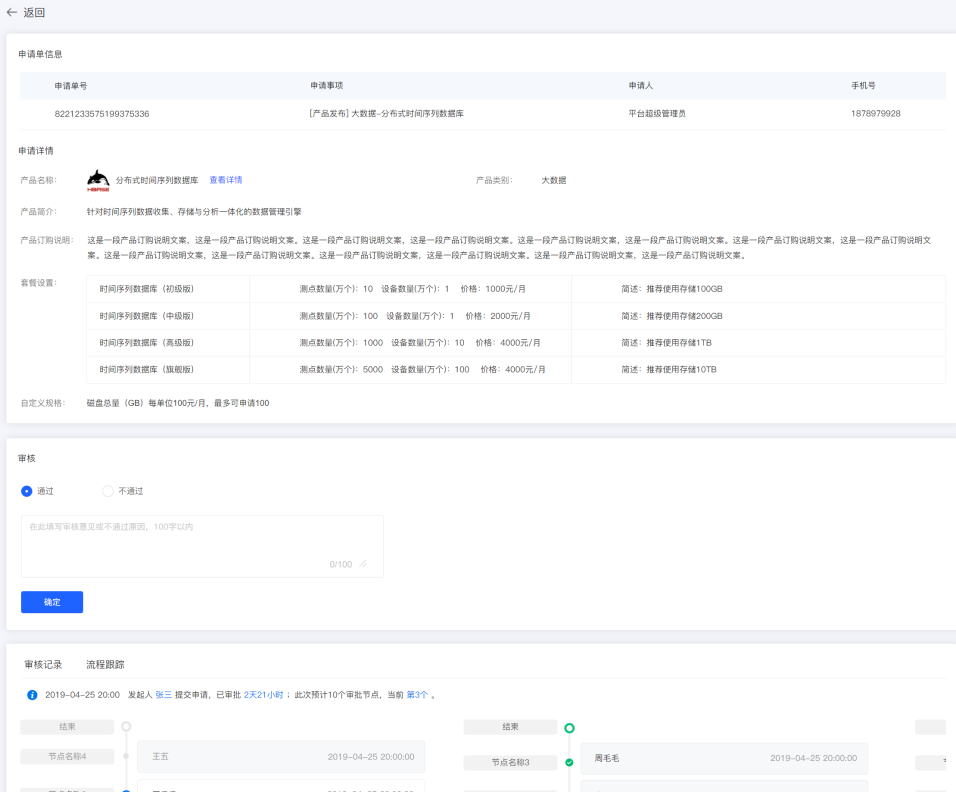 返回
申请单信息
申请单号 申请事项 申请人 手机号
8221233575199375336 [产品发布] 大数据-分布式时间序列数据库 平台超级管理员 1878979928
申请详情
产品名称: HBASE 分布式时间序列数据库 查看详情 产品类别: 大数据
产品简介: 针对时间序列数据收集、存储与分析一体化的数据管理引擎
产品订购说明: 这是一段产品订购说明文案、这是一段产品订购说明文案。这是一段产品订购说明文案，这是一段产品订购说明文案。这是一段产品订购说明文案，这是一段产品订购说明文案。这是一段产品订购说明文案，这是一段产品订购说明文
案。这是一段产品订购说明文案，这是一段产品订购说明文案。这是一段产品订购说明文案，这是一段产品订购说明文案。这是一段产品订购说明文案，这是一段产品订购说明文案。
套餐设置: 时间序列数据库（初级版） 测点数量(万个): 10 设备数量(万个): 1 价格: 1000元/月 简述: 推荐使用存储100GB
时间序列数据库（中级版） 测点数量(万个): 100 设备数量(万个): 1 价格: 2000元/月 简述: 推荐使用存储200GB
时间序列数据库（高级版） 测点数量(万个): 1000 设备数量(万个): 10 价格: 4000元/月 简述: 推荐使用存储1TB
时间序列数据库（旗舰版） 测点数量(万个): 5000 设备数量(万个): 100 价格: 4000元/月 简述: 推荐使用存储10TB
自定义规格: 磁盘总量（GB）每单位100元/月，最多可申请100
审核
通过 不通过
在此填写审核意见或不通过原因，100字以内
0/100
确定
审核记录 流程跟踪
2019-04-25 20:00 发起人 张三 提交申请，已审批 2天21小时； 此次预计10个审批节点，当前 第3个 。
结束 结束
节点名称4 王五 2019-04-25 20:00:00 节点名称3 周毛毛 2019-04-25 20:00:00